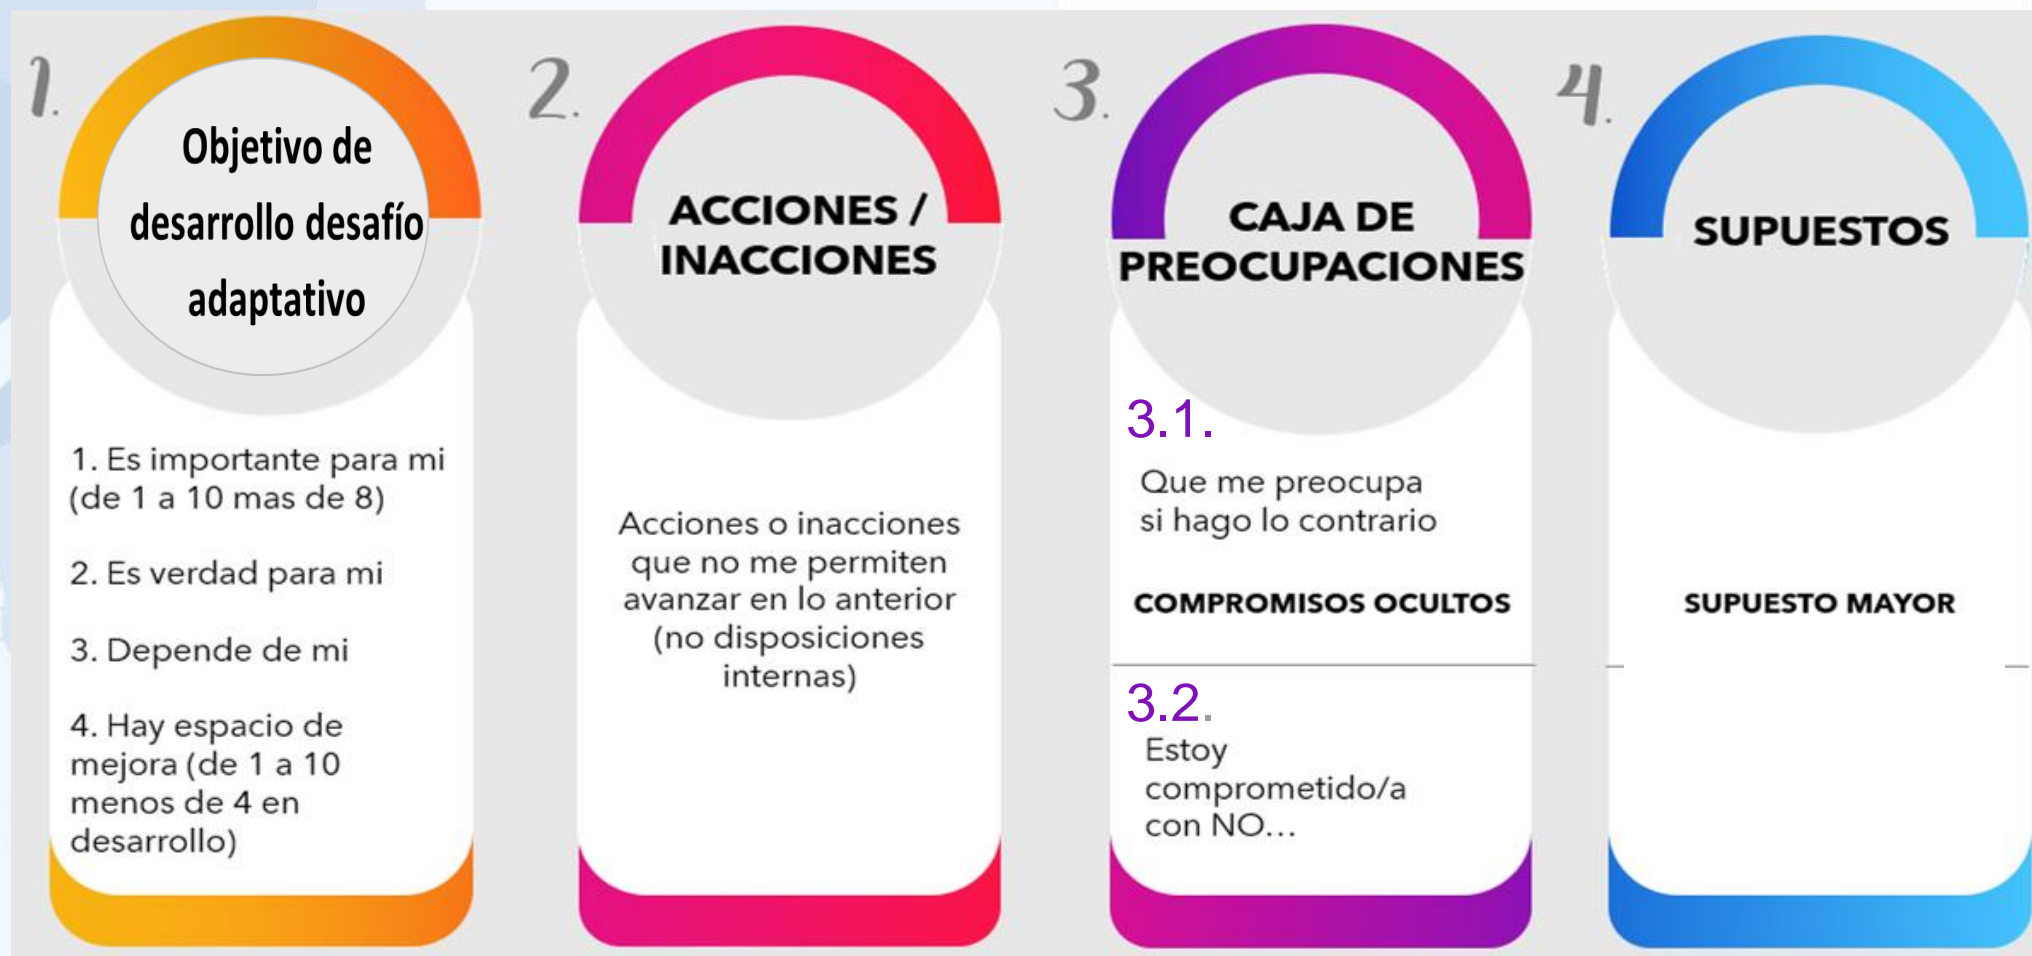 1.
Objetivo de
desarrollo desafío
adaptativo
1. Es importante para mi
(de 1 a 10 mas de 8)
2. Es verdad para mi
3. Depende de mi
4. Hay espacio de
mejora (de 1 a 10
menos de 4 en
desarrollo)
2.
ACCIONES /
INACCIONES
Acciones o inacciones
que no me permiten
avanzar en lo anterior
(no disposiciones
internas)
3.
CAJA DE
PREOCUPACIONES
3.1.
Que me preocupa
si hago lo contrario
COMPROMISOS OCULTOS
3.2.
Estoy
comprometido/a
con NO...
4.
SUPUESTOS
SUPUESTO MAYOR